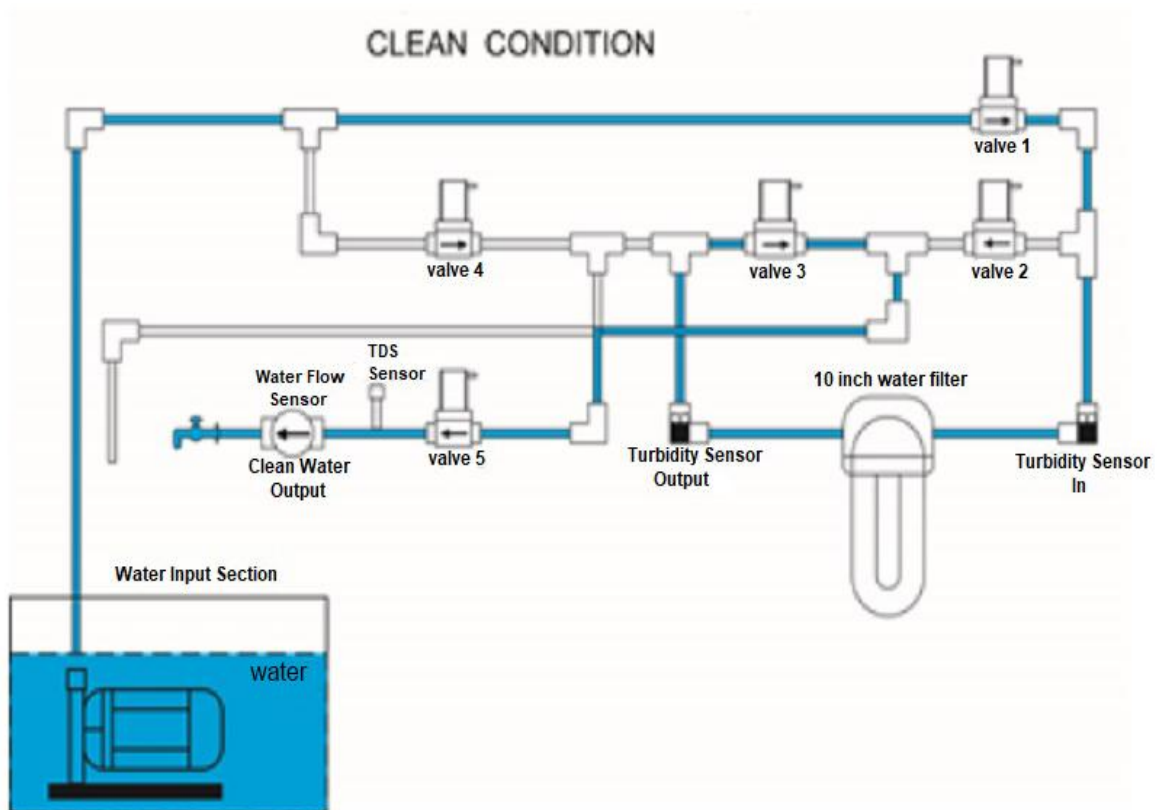 CLEAN CONDITION
valve 1
valve 4
valve 3
valve 2
TDS
Sensor
Water Flow
Sensor
10 inch water filter
valve 5
Clean Water
Output
Turbidity Sensor
Output
Turbidity Sensor
In
Water Input Section
water